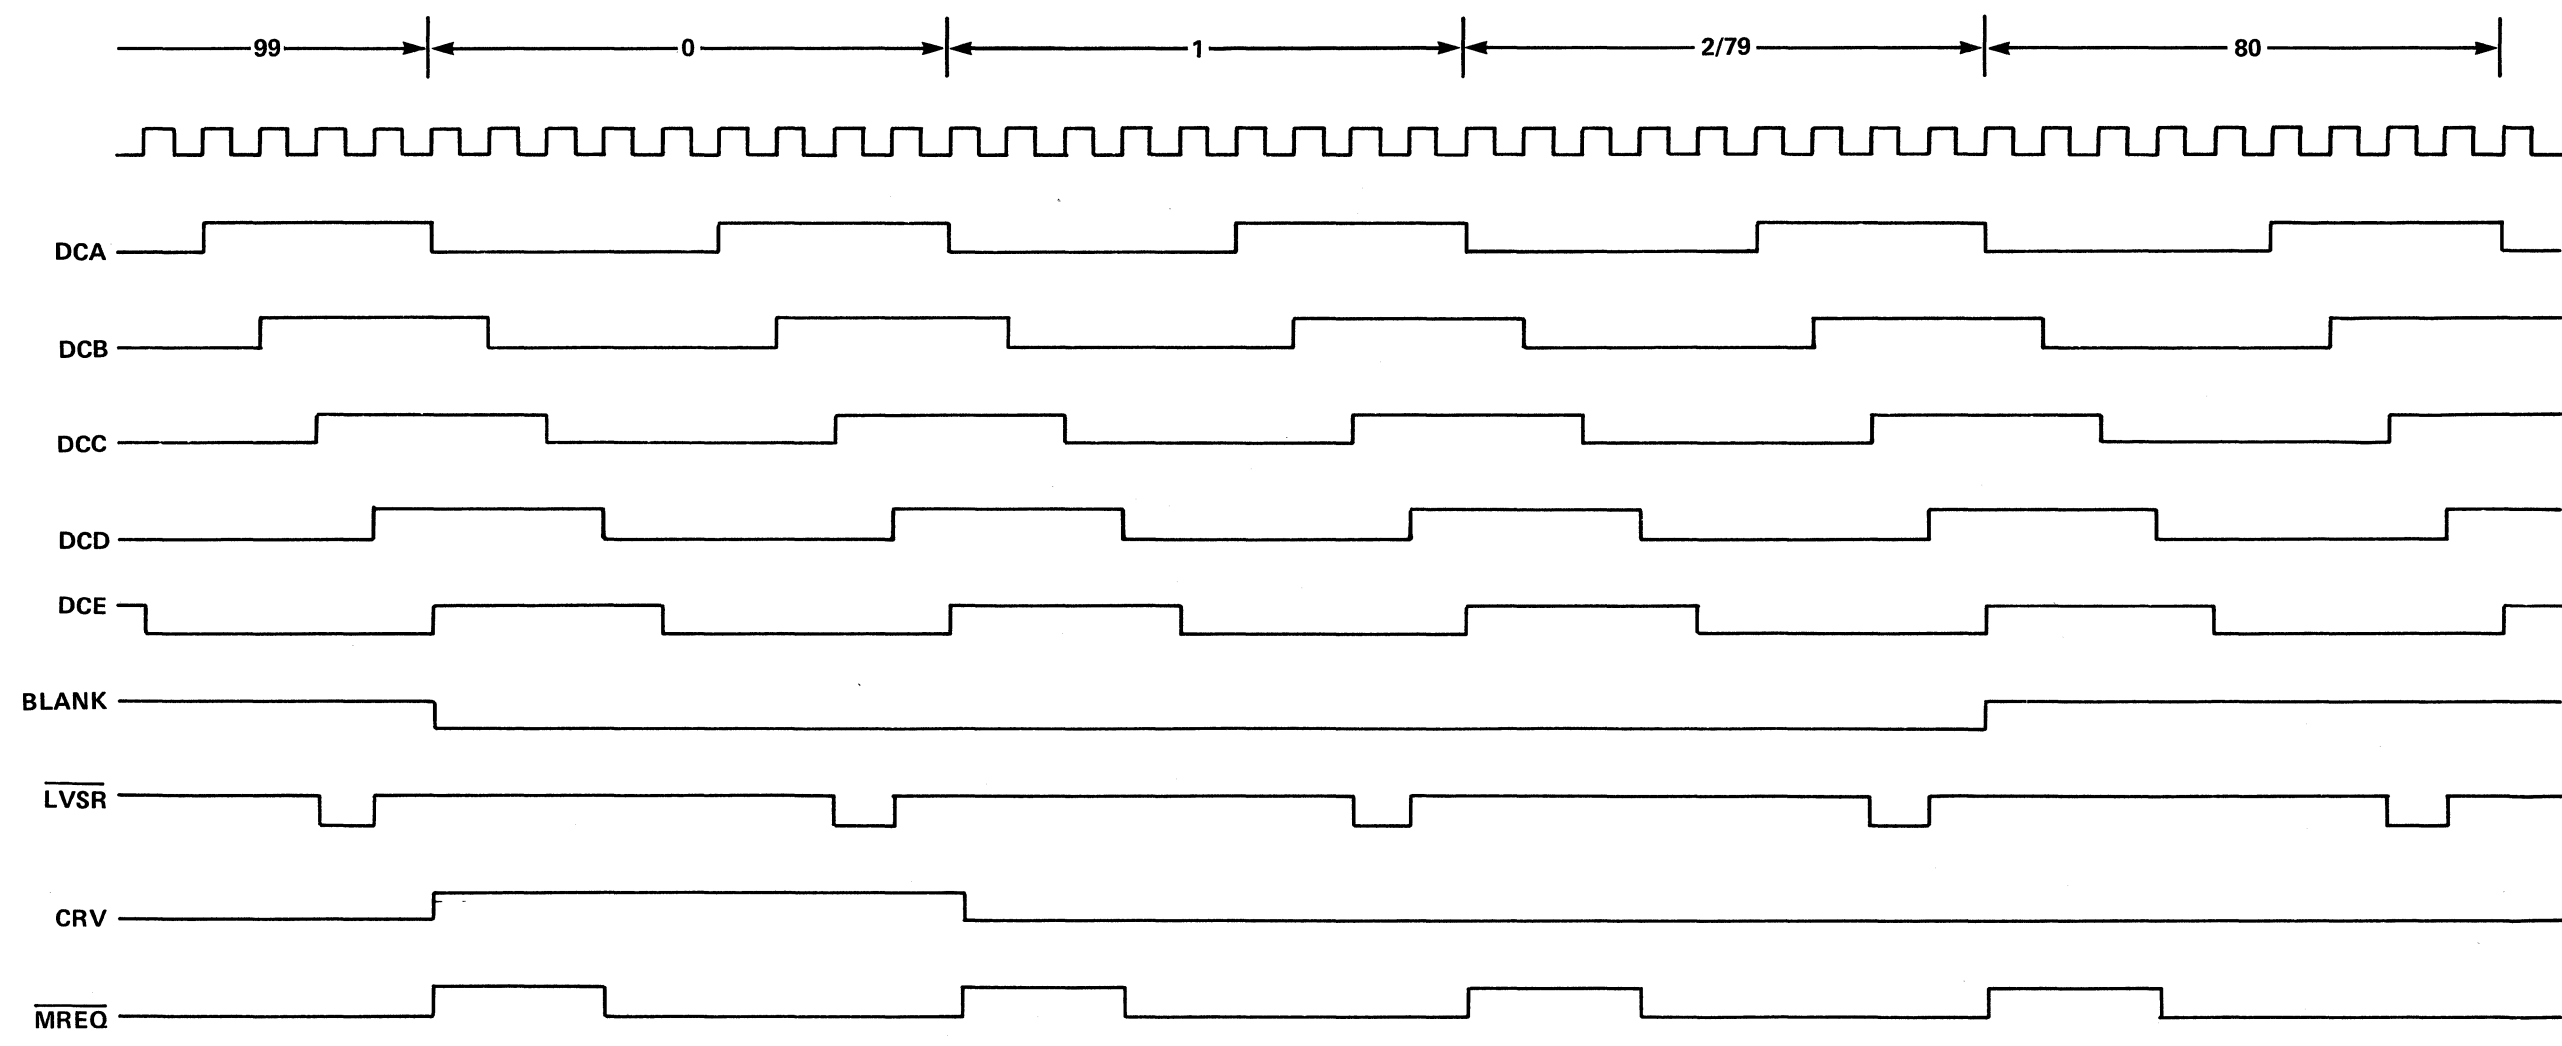 99 0 1 2/79 80
DCA
DCB
DCC
DCD
DCE
BLANK
LVSR
CRV
MREQ